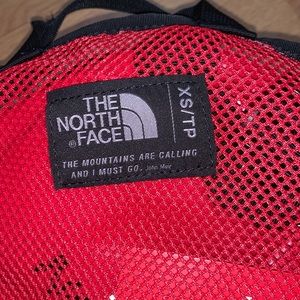 THE
NORTH
FACE
XS/TP
THE MOUNTAINS ARE CALLING
AND I MUST GO. John Muir